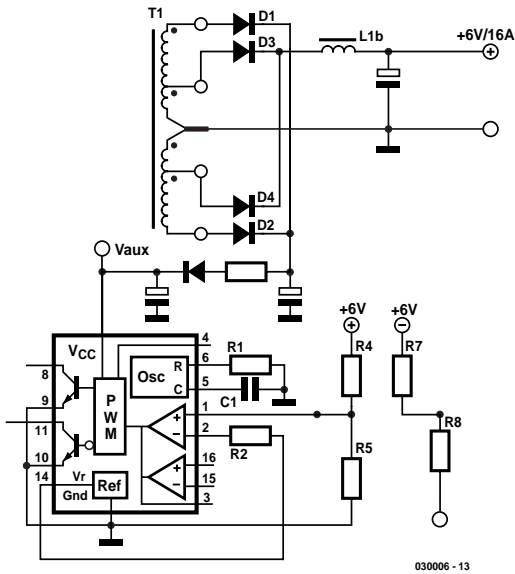 T1
D1
D3
L1b
+6V/16A
+
D4
D2
Vaux
+6V
+
+6V
−
4
VCC
6
R1
R4
R7
8
Osc
R
5
C
C1
9
P
W
M
1
+
R8
11
2
−
R2
R5
10
16
+
14
Vr
15
−
Gnd
Ref
3
030006 - 13